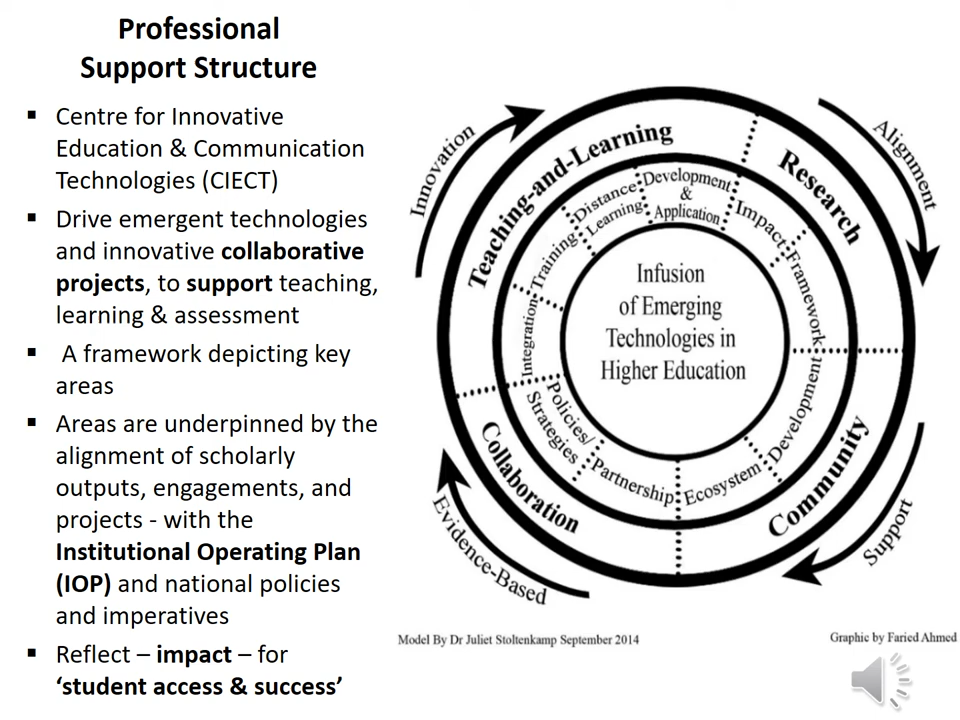 Professional
Support Structure
▪ Centre for Innovative
Education & Communication
Technologies (CIECT)
▪ Drive emergent technologies
and innovative collaborative
projects, to support teaching,
learning & assessment
▪ A framework depicting key
areas
▪ Areas are underpinned by the
alignment of scholarly
outputs, engagements, and
projects - with the
Institutional Operating Plan
(IOP) and national policies
and imperatives
▪ Reflect – impact – for
‘student access & success’
Innovation
Alignment
Support
Evidence-Based
Teaching-and-Learning
Research
Community
Collaboration
Integration
Training
Distance
Learning
Development
&
Application
Impact
Framework
Development
Ecosystem
Partnership
Policies/
Strategies
Infusion
of Emerging
Technologies in
Higher Education
Model By Dr Juliet Stoltenkamp September 2014
Graphic by Faried Ahmed